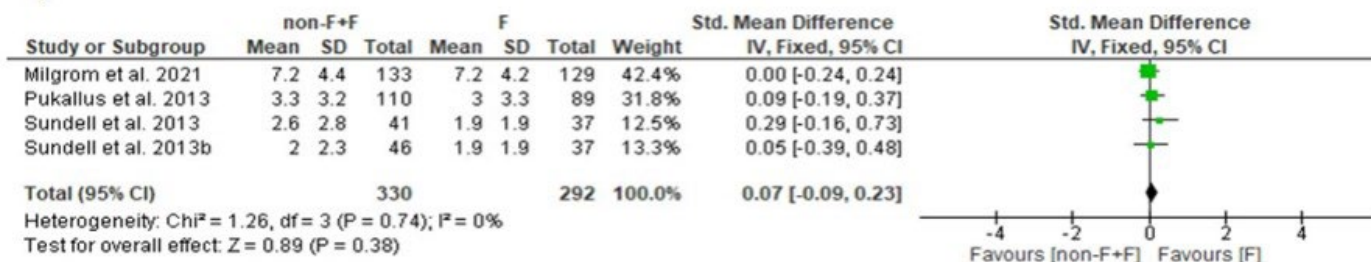 non-F+F F Std. Mean Difference Std. Mean Difference
Study or Subgroup Mean SD Total Mean SD Total Weight IV, Fixed, 95% CI IV, Fixed, 95% CI
Milgrom et al. 2021 7.2 4.4 133 7.2 4.2 129 42.4% 0.00 [-0.24, 0.24]
Pukallus et al. 2013 3.3 3.2 110 3 3.3 89 31.8% 0.09 [-0.19, 0.37]
Sundell et al. 2013 2.6 2.8 41 1.9 1.9 37 12.5% 0.29 [-0.16, 0.73]
Sundell et al. 2013b 2 2.3 46 1.9 1.9 37 13.3% 0.05 [-0.39, 0.48]
Total (95% CI) 330 292 100.0% 0.07 [-0.09, 0.23]
Heterogeneity: Chi² = 1.26, df = 3 (P = 0.74); I² = 0%
Test for overall effect: Z = 0.89 (P = 0.38)
-4 -2 0 2 4
Favours [non-F+F] Favours [F]